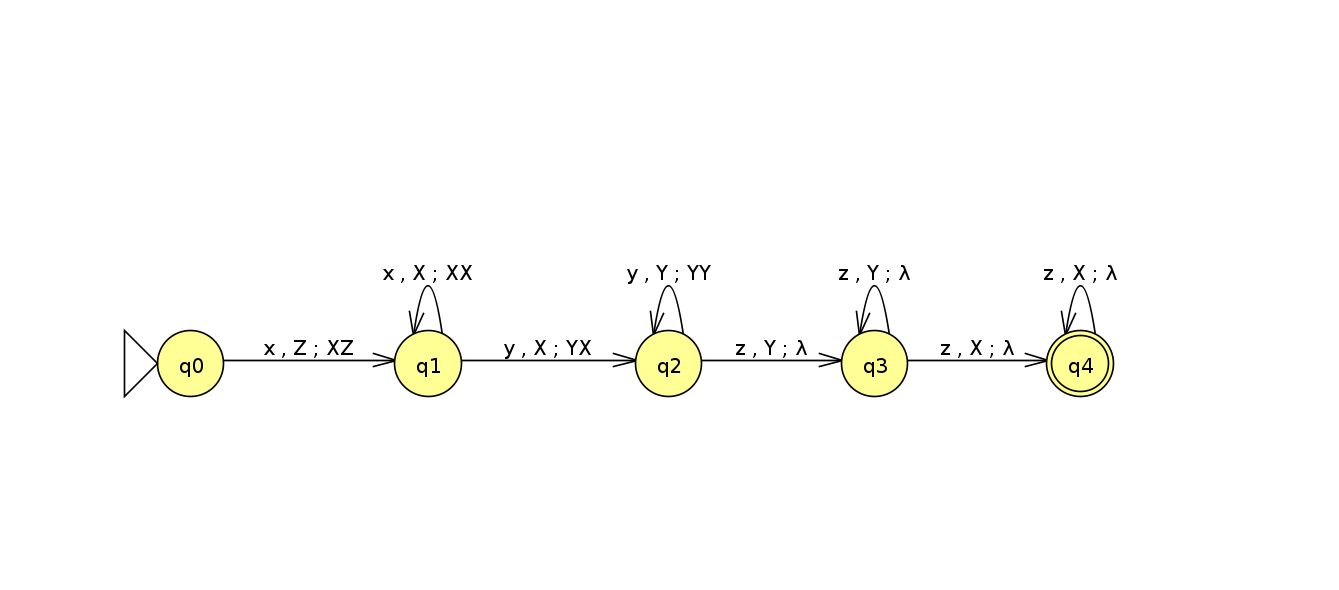 x , X ; XX
y , Y ; YY
z , Y ; λ
z , X ; λ
x , Z ; XZ
y , X ; YX
z , Y ; λ
z , X ; λ
q0
q1
q2
q3
q4